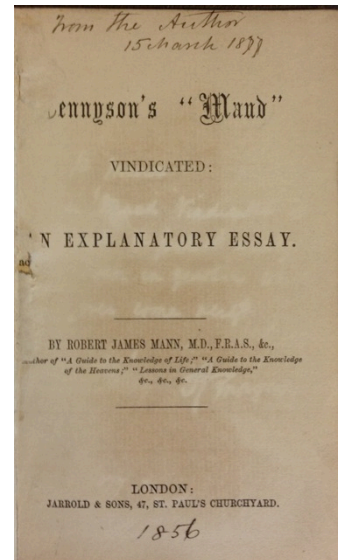 From the Author
15 March 1877
ennyson's "Maud"
VINDICATED:
N EXPLANATORY ESSAY.
BY ROBERT JAMES MANN, M.D., F.R.A.S., &c.,
thor of "A Guide to the Knowledge of Life;" "A Guide to the Knowledge
of the Heavens;" "Lessons in General Knowledge,"
&c., &c., &c.
LONDON:
JARROLD & SONS, 47, ST. PAUL'S CHURCHYARD.
1856